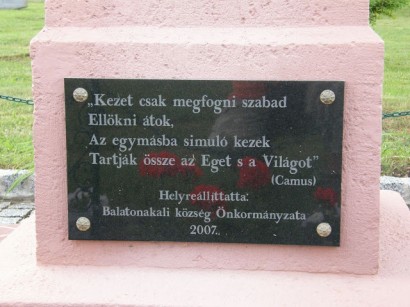 „Kezet csak megfogni szabad
Ellökni átok,
Az egymásba simuló kezek
Tartják össze az Eget s a Világot”
(Camus)
Helyreállíttatta:
Balatonakali község Önkormányzata
2007.